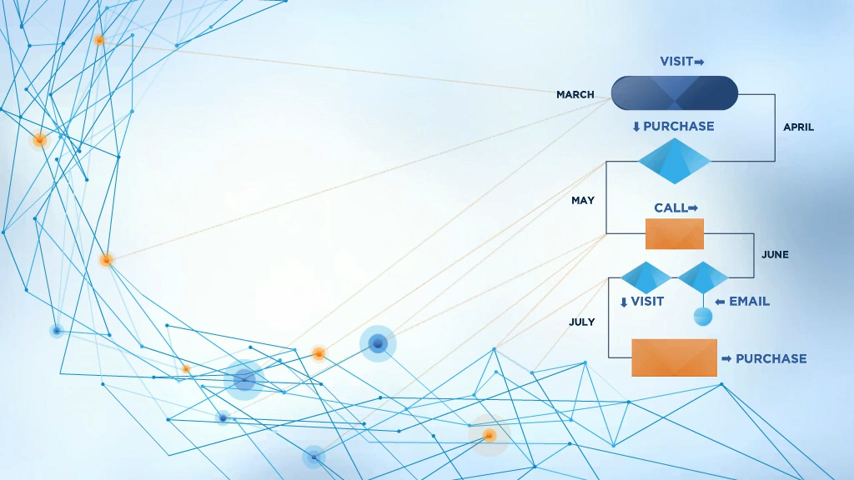 VISIT➡
MARCH
⬇PURCHASE
APRIL
MAY
CALL➡
JUNE
⬇VISIT
⬅ EMAIL
JULY
➡ PURCHASE